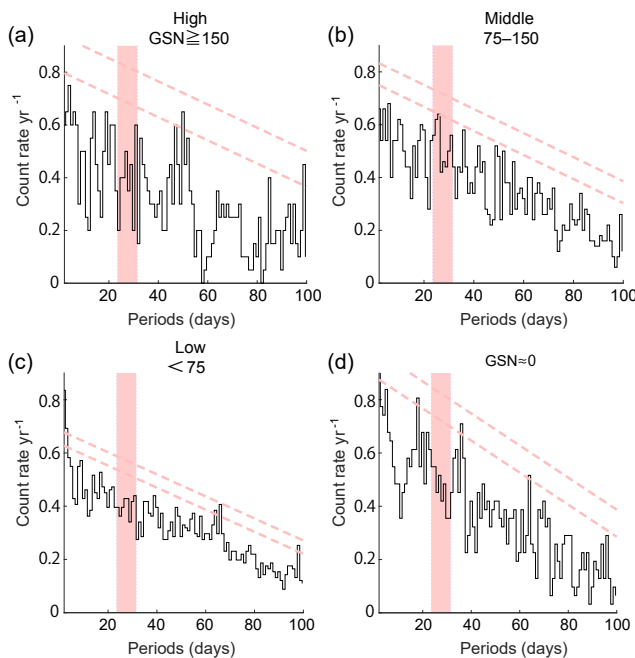 (a)
High
GSN≧150
Count rate yr -1
0.8
0.6
0.4
0.2
0
20
40
60
80
100
Periods (days)
(b)
Middle
75–150
Count rate yr -1
0.8
0.6
0.4
0.2
0
20
40
60
80
100
Periods (days)
(c)
Low
<75
Count rate yr-1
0.8
0.6
0.4
0.2
0
20
40
60
80
100
Periods (days)
(d)
GSN≈0
Count rate yr-1
0.8
0.6
0.4
0.2
0
20
40
60
80
100
Periods (days)